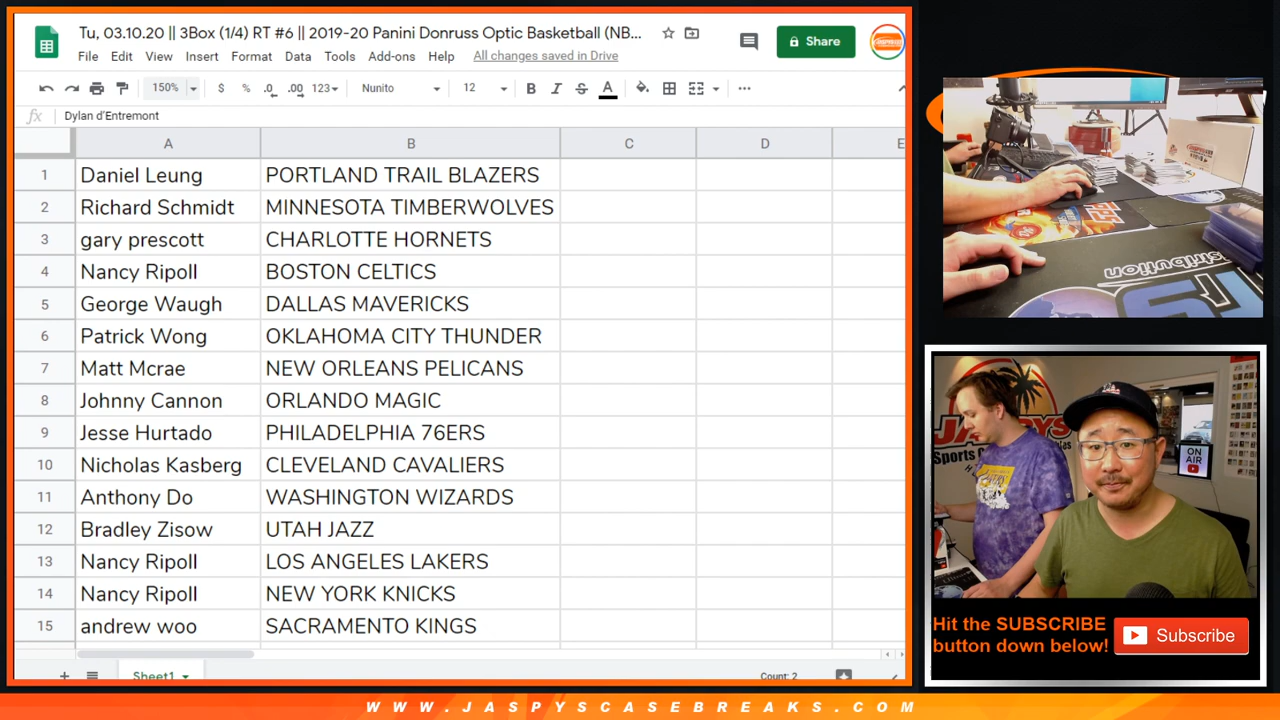 Tu, 03.10.20 || 3Box (1/4) RT #6 || 2019-20 Panini Donruss Optic Basketball (NB...
File Edit View Insert Format Data Tools Add-ons Help All changes saved in Drive
Share
150% $ % .0 .00 123 Nunito 12 B I S A
fx Dylan d'Entremont
A B C D E
1 Daniel Leung PORTLAND TRAIL BLAZERS
2 Richard Schmidt MINNESOTA TIMBERWOLVES
3 gary prescott CHARLOTTE HORNETS
4 Nancy Ripoll BOSTON CELTICS
5 George Waugh DALLAS MAVERICKS
6 Patrick Wong OKLAHOMA CITY THUNDER
7 Matt Mcrae NEW ORLEANS PELICANS
8 Johnny Cannon ORLANDO MAGIC
9 Jesse Hurtado PHILADELPHIA 76ERS
10 Nicholas Kasberg CLEVELAND CAVALIERS
11 Anthony Do WASHINGTON WIZARDS
12 Bradley Zisow UTAH JAZZ
13 Nancy Ripoll LOS ANGELES LAKERS
14 Nancy Ripoll NEW YORK KNICKS
15 andrew woo SACRAMENTO KINGS
Sheet1
Count: 2
JASPYS
Sports C
ON
AIR
Hit the SUBSCRIBE
button down below!
Subscribe
WWW.JASPYSCASEBREAKS.COM